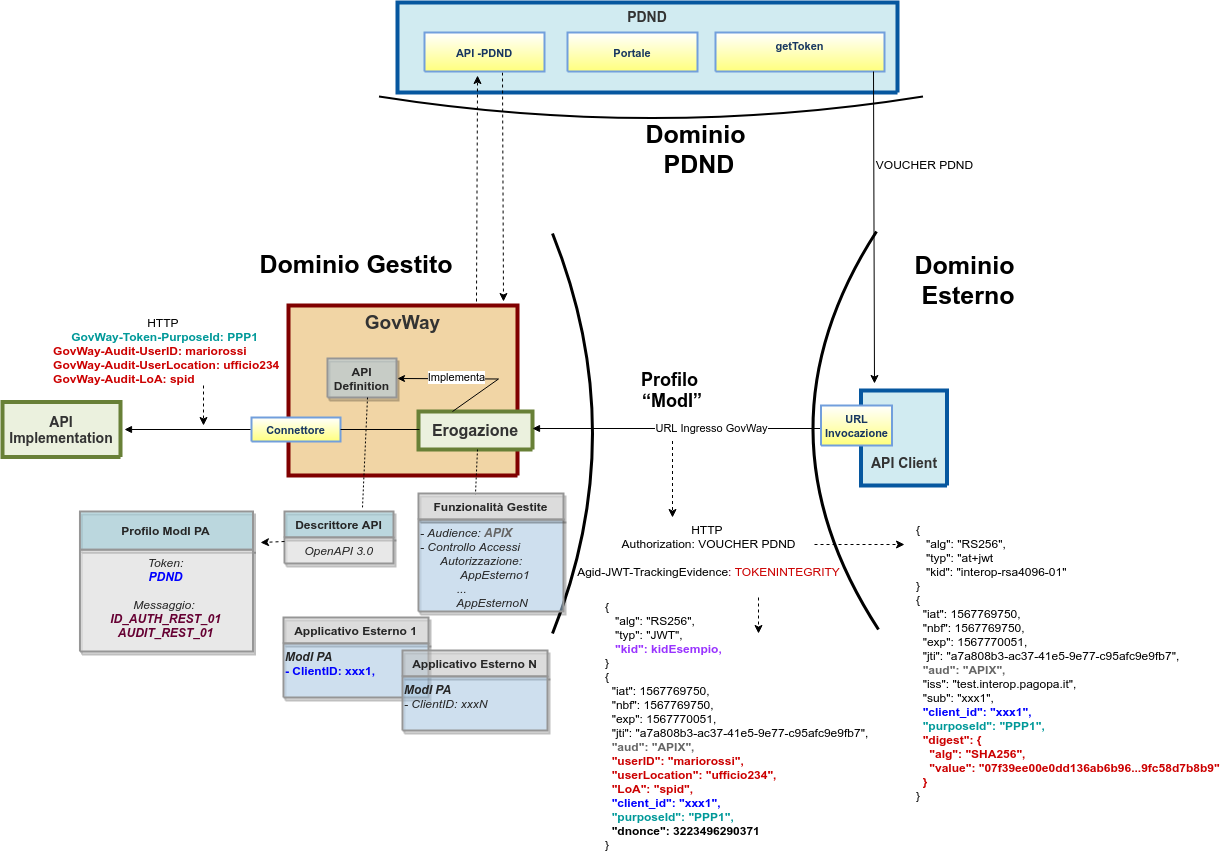 PDND
API -PDND
Portale
getToken
Dominio
PDND
VOUCHER PDND
Dominio Gestito
Dominio
Esterno
HTTP
GovWay-Token-PurposeId: PPP1
GovWay-Audit-UserID: mariorossi
GovWay-Audit-UserLocation: ufficio234
GovWay-Audit-LoA: spid
GovWay
API
Definition
Implementa
Profilo
“ModI”
API
Implementation
Connettore
Erogazione
URL Ingresso GovWay
URL
Invocazione
API Client
Profilo ModI PA
Token:
PDND
Messaggio:
ID_AUTH_REST_01
AUDIT_REST_01
Descrittore API
OpenAPI 3.0
Funzionalità Gestite
- Audience: APIX
- Controllo Accessi
Autorizzazione:
AppEsterno1
...
AppEsternoN
Applicativo Esterno 1
ModI PA
- ClientID: xxx1,
Applicativo Esterno N
ModI PA
- ClientID: xxxN
HTTP
Authorization: VOUCHER PDND
Agid-JWT-TrackingEvidence: TOKENINTEGRITY
{
"alg": "RS256",
"typ": "JWT",
"kid": kidEsempio,
}
{
"iat": 1567769750,
"nbf": 1567769750,
"exp": 1567770051,
"jti": "a7a808b3-ac37-41e5-9e77-c95afc9e9fb7",
"aud": "APIX",
"userID": "mariorossi",
"userLocation": "ufficio234",
"LoA": "spid",
"client_id": "xxx1",
"purposeId": "PPP1",
"dnonce": 3223496290371
}
{
"alg": "RS256",
"typ": "at+jwt
"kid": "interop-rsa4096-01"
}
{
"iat": 1567769750,
"nbf": 1567769750,
"exp": 1567770051,
"jti": "a7a808b3-ac37-41e5-9e77-c95afc9e9fb7",
"aud": "APIX",
"iss": "test.interop.pagopa.it",
"sub": "xxx1",
"client_id": "xxx1",
"purposeId": "PPP1",
"digest": {
"alg": "SHA256",
"value": "07f39ee00e0dd136ab6b96...9fc58d7b8b9"
}
}